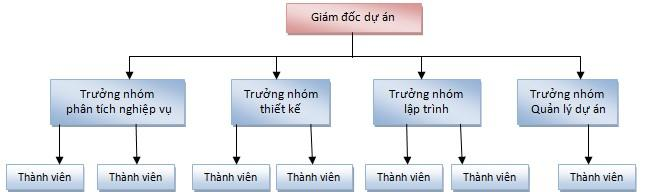 Giám đốc dự án
Trưởng nhóm
phân tích nghiệp vụ
Trưởng nhóm
thiết kế
Trưởng nhóm
lập trình
Trưởng nhóm
Quản lý dự án
Thành viên
Thành viên
Thành viên
Thành viên
Thành viên
Thành viên
Thành viên